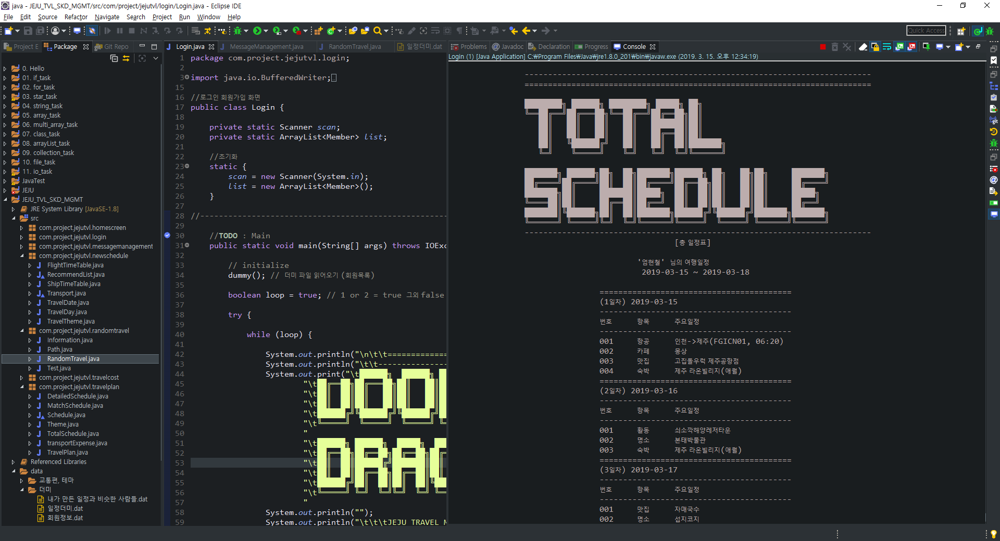 java - JEJU_TVL_SKD_MGMT/src/com/project/jejutvl/login/Login.java - Eclipse IDE
File Edit Source Refactor Navigate Search Project Run Window Help
Quick Access
Project E
Package
Git Repo
0. Hello
01. if_task
02. for_task
03. star_task
04. string_task
05. array_task
06. multi_array_task
07. class_task
08. arrayList_task
09. collection_task
10. file_task
11. io_task
JavaTest
JEJU
JEJU_TVL_SKD_MGMT
JRE System Library [JavaSE-1.8]
src
com.project.jejutvl.homescreen
com.project.jejutvl.login
com.project.jejutvl.messagemanagement
com.project.jejutvl.newschedule
FlightTimeTable.java
RecommendList.java
ShipTimeTable.java
Transport.java
TravelDate.java
TravelDay.java
TravelTheme.java
com.project.jejutvl.randomtravel
Information.java
Path.java
RandomTravel.java
Test.java
com.project.jejutvl.travelcost
com.project.jejutvl.travelplan
DetailedSchedule.java
MatchSchedule.java
Schedule.java
Theme.java
TotalSchedule.java
transportExpense.java
TravelPlan.java
Referenced Libraries
data
교통편, 테마
더미
내가 만든 일정과 비슷한 사람들.dat
일정더미.dat
회원정보.dat
Login.java
MessageManagement.java
RandomTravel.java
일정더미.dat
1 package com.project.jejutvl.login;
2
3 import java.io.BufferedWriter;
15
16 //로그인 회원가입 화면
17 public class Login {
18
19 private static Scanner scan;
20 private static ArrayList<Member> list;
21
22 //초기화
23 static {
24 scan = new Scanner(System.in);
25 list = new ArrayList<Member>();
26 }
27
28 //-----------------------------------------------------
29
30 //TODO : Main
31 public static void main(String[] args) throws IOExc
32
33 // initialize
34 dummy(); // 더미 파일 읽어오기 (회원목록)
35
36 boolean loop = true; // 1 or 2 = true 그외 false
37
38 try {
39
40 while (loop) {
41
42 System.out.println("\n\t\t=============
43 System.out.println("\t\t---------------
44 System.out.print("\t
45 "\t
46 "\t
47 "\t
48 "\t
49 "\t
50 "
51 "\t
52 "\t
53 "\t
54 "\t
55 "\t
56 "\t
57 "
58 System.out.println("");
59 System.out.println("\t\t\tJEJU TRAVEL M
Problems
Javadoc
Declaration
Progress
Console
Login (1) [Java Application] C:₩Program Files₩Java₩jre1.8.0_201₩bin₩javaw.exe (2019. 3. 15. 오후 12:34:19)
--------------------------------------------------------------------------
==========================================================================
TOTAL
SCHEDULE
--------------------------------------------------------------------------
[총 일정표]
'엄현철' 님의 여행일정
2019-03-15 ~ 2019-03-18
=========================================
(1일차) 2019-03-15
-----------------------------------------
번호 항목 주요일정
-----------------------------------------
001 항공 인천->제주(FGICN01, 06:20)
002 카페 몽상
003 맛집 고집돌우럭 제주공항점
004 숙박 제주 라온빌리지(애월)
=========================================
(2일차) 2019-03-16
-----------------------------------------
번호 항목 주요일정
-----------------------------------------
001 활동 쇠소깍해양레저타운
002 명소 본태박물관
003 숙박 제주 라온빌리지(애월)
=========================================
(3일차) 2019-03-17
-----------------------------------------
번호 항목 주요일정
-----------------------------------------
001 맛집 자매국수
002 명소 섭지코지